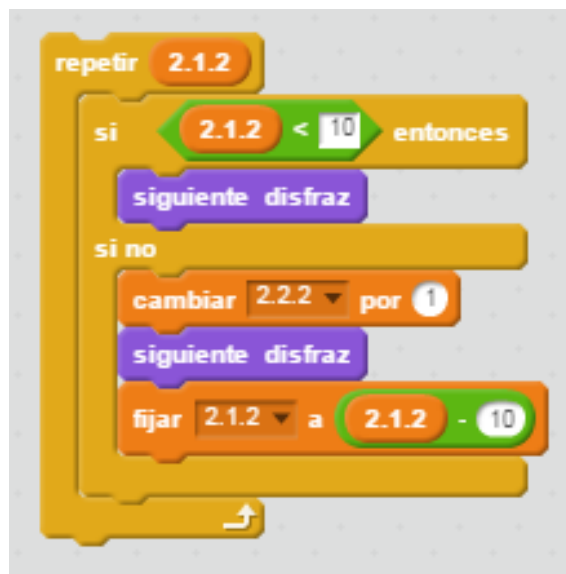 repetir 2.1.2
si 2.1.2 < 10 entonces
siguiente disfraz
si no
cambiar 2.2.2 por 1
siguiente disfraz
fijar 2.1.2 a 2.1.2 - 10